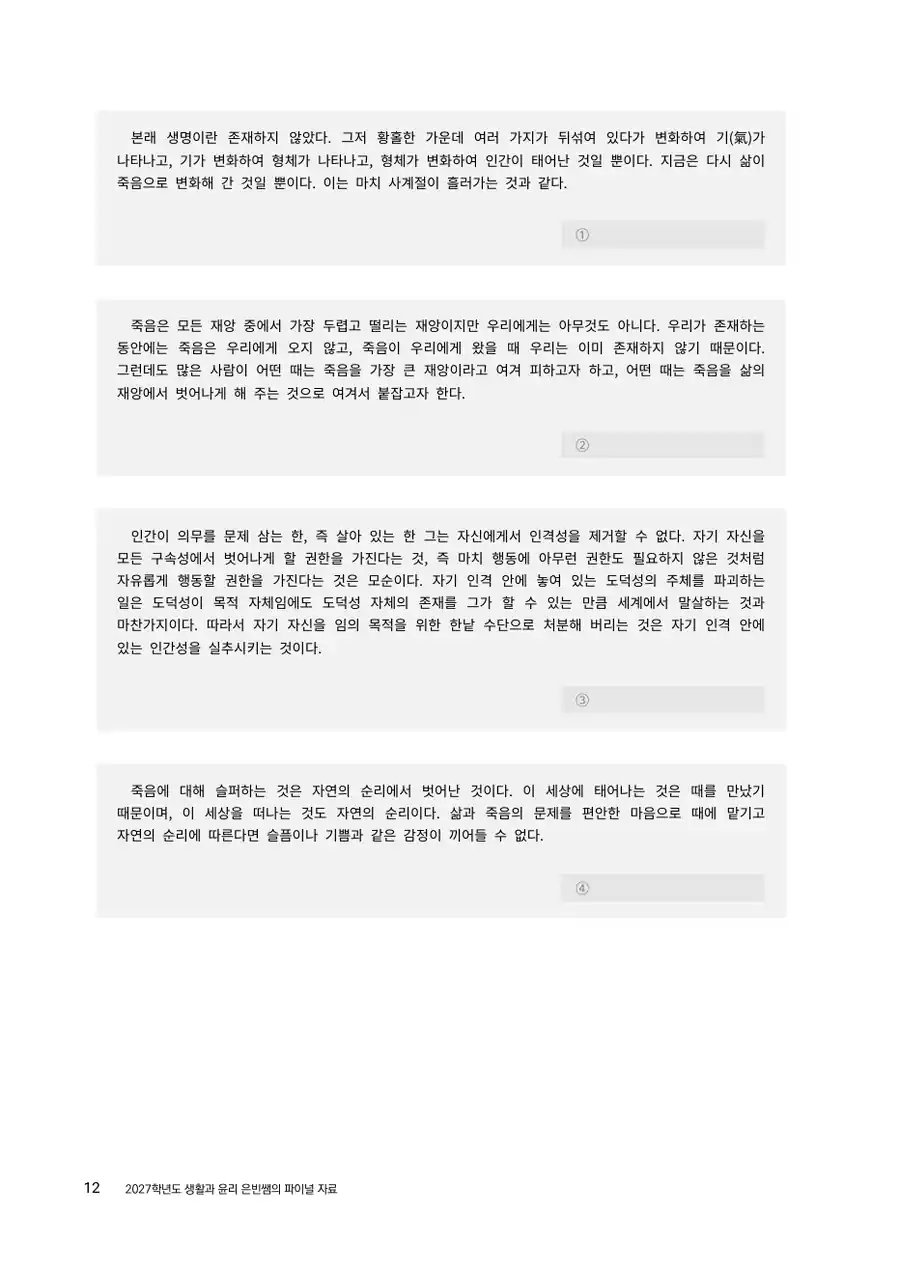 본래 생명이란 존재하지 않았다. 그저 황홀한 가운데 여러 가지가 뒤섞여 있다가 변화하여 기(氣)가
나타나고, 기가 변화하여 형체가 나타나고, 형체가 변화하여 인간이 태어난 것일 뿐이다. 지금은 다시 삶이
죽음으로 변화해 간 것일 뿐이다. 이는 마치 사계절이 흘러가는 것과 같다.
①
죽음은 모든 재앙 중에서 가장 두렵고 떨리는 재앙이지만 우리에게는 아무것도 아니다. 우리가 존재하는
동안에는 죽음은 우리에게 오지 않고, 죽음이 우리에게 왔을 때 우리는 이미 존재하지 않기 때문이다.
그런데도 많은 사람이 어떤 때는 죽음을 가장 큰 재앙이라고 여겨 피하고자 하고, 어떤 때는 죽음을 삶의
재앙에서 벗어나게 해 주는 것으로 여겨서 붙잡고자 한다.
②
인간이 의무를 문제 삼는 한, 즉 살아 있는 한 그는 자신에게서 인격성을 제거할 수 없다. 자기 자신을
모든 구속성에서 벗어나게 할 권한을 가진다는 것, 즉 마치 행동에 아무런 권한도 필요하지 않은 것처럼
자유롭게 행동할 권한을 가진다는 것은 모순이다. 자기 인격 안에 놓여 있는 도덕성의 주체를 파괴하는
일은 도덕성이 목적 자체임에도 도덕성 자체의 존재를 그가 할 수 있는 만큼 세계에서 말살하는 것과
마찬가지이다. 따라서 자기 자신을 임의 목적을 위한 한낱 수단으로 처분해 버리는 것은 자기 인격 안에
있는 인간성을 실추시키는 것이다.
③
죽음에 대해 슬퍼하는 것은 자연의 순리에서 벗어난 것이다. 이 세상에 태어나는 것은 때를 만났기
때문이며, 이 세상을 떠나는 것도 자연의 순리이다. 삶과 죽음의 문제를 편안한 마음으로 때에 맡기고
자연의 순리에 따른다면 슬픔이나 기쁨과 같은 감정이 끼어들 수 없다.
④
12 2027학년도 생활과 윤리 은빈쌤의 파이널 자료